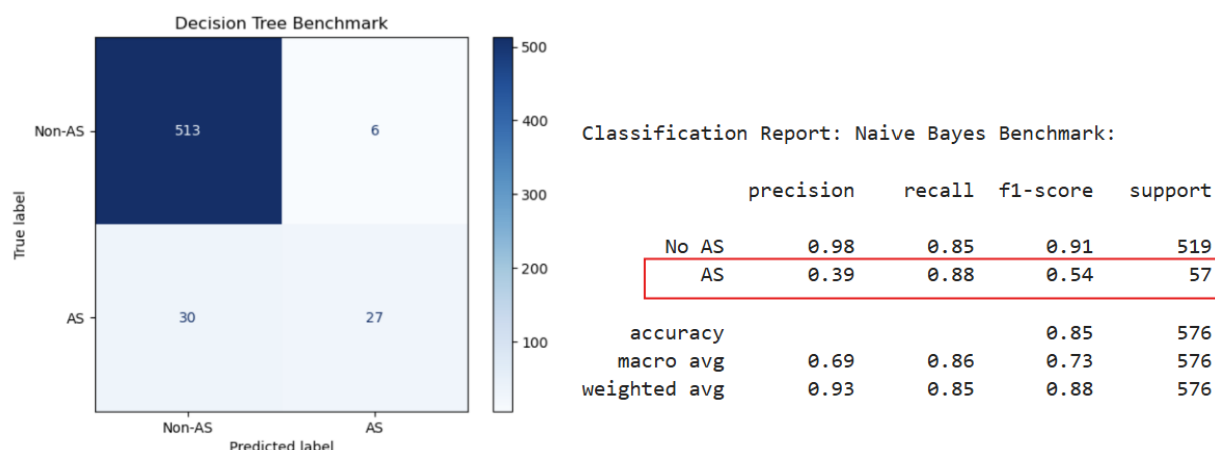 Decision Tree Benchmark
Non-AS
513
6
AS
30
27
Non-AS
AS
Predicted label
True label
500
400
300
200
100
Classification Report: Naive Bayes Benchmark:
precision recall f1-score support
No AS 0.98 0.85 0.91 519
AS 0.39 0.88 0.54 57
accuracy 0.85 576
macro avg 0.69 0.86 0.73 576
weighted avg 0.93 0.85 0.88 576